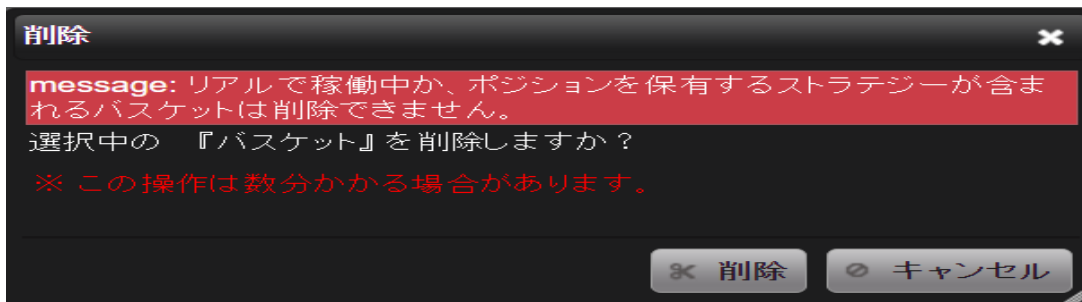 削除
message: リアルで稼働中か、ポジションを保有するストラテジーが含ま
れるバスケットは削除できません。
選択中の 『バスケット』を削除しますか？
※ この操作は数分かかる場合があります。
削除 キャンセル